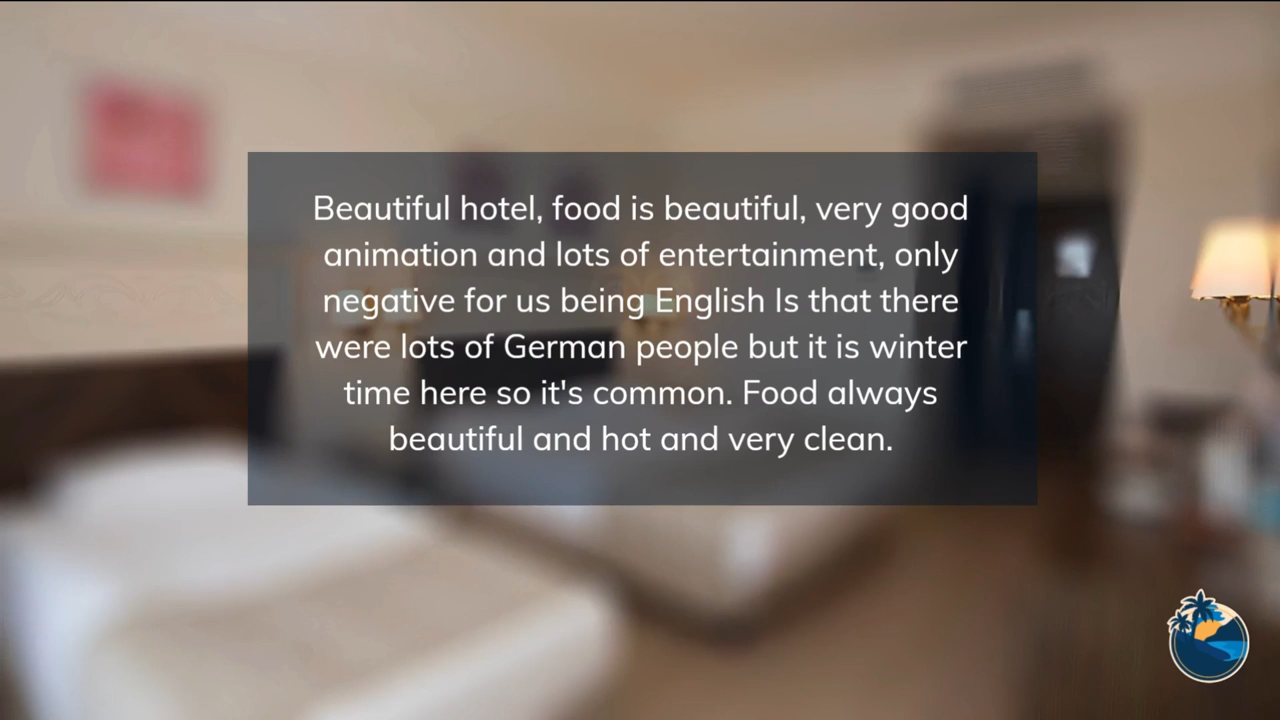 Beautiful hotel, food is beautiful, very good
animation and lots of entertainment, only
negative for us being English Is that there
were lots of German people but it is winter
time here so it's common. Food always
beautiful and hot and very clean.